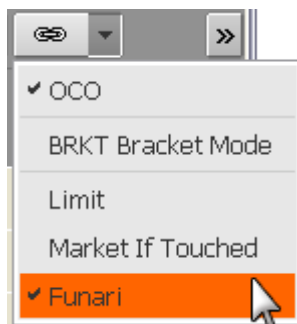 OCO
BRKT Bracket Mode
Limit
Market If Touched
Funari